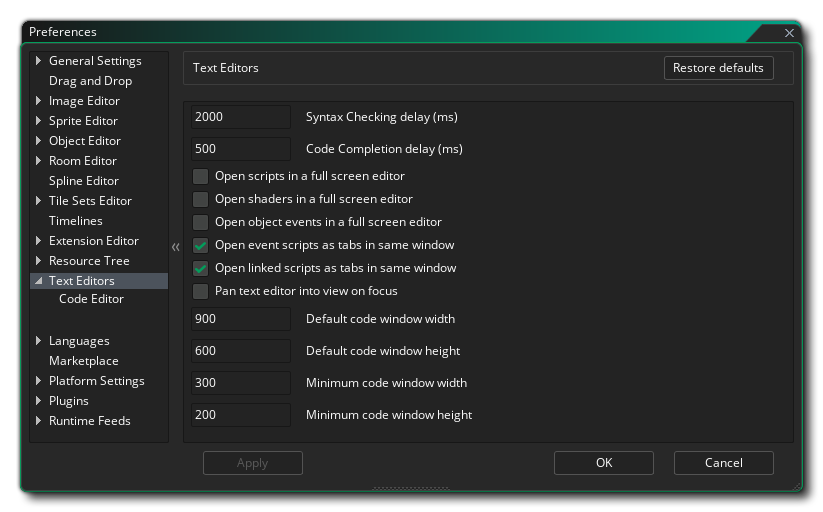 Preferences
General Settings
Drag and Drop
Image Editor
Sprite Editor
Object Editor
Room Editor
Spline Editor
Tile Sets Editor
Timelines
Extension Editor
Resource Tree
Text Editors
Code Editor
Languages
Marketplace
Platform Settings
Plugins
Runtime Feeds
Text Editors Restore defaults
2000 Syntax Checking delay (ms)
500 Code Completion delay (ms)
Open scripts in a full screen editor
Open shaders in a full screen editor
Open object events in a full screen editor
Open event scripts as tabs in same window
Open linked scripts as tabs in same window
Pan text editor into view on focus
900 Default code window width
600 Default code window height
300 Minimum code window width
200 Minimum code window height
Apply OK Cancel